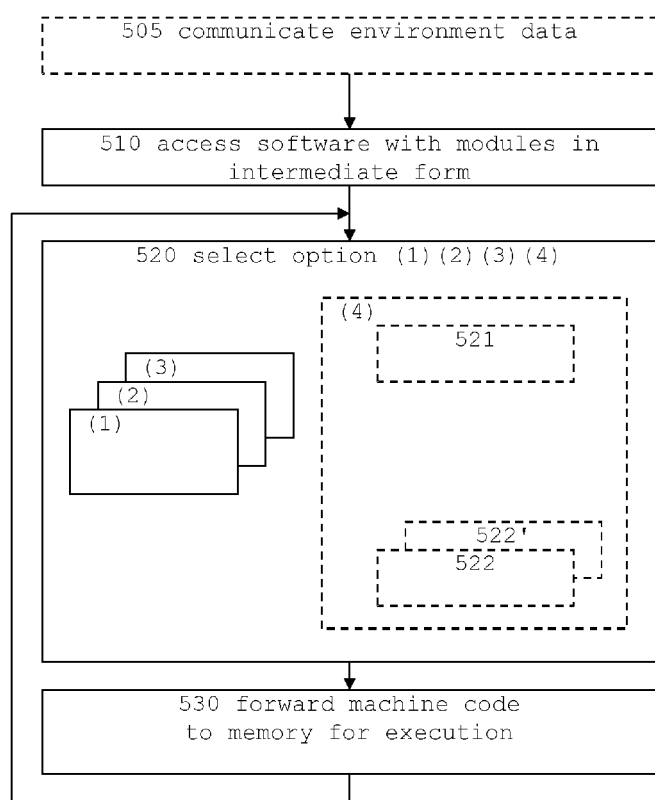 505 communicate environment data
510 access software with modules in
intermediate form
520 select option (1)(2)(3)(4)
(4)
521
(3)
(2)
(1)
522'
522
530 forward machine code
to memory for execution